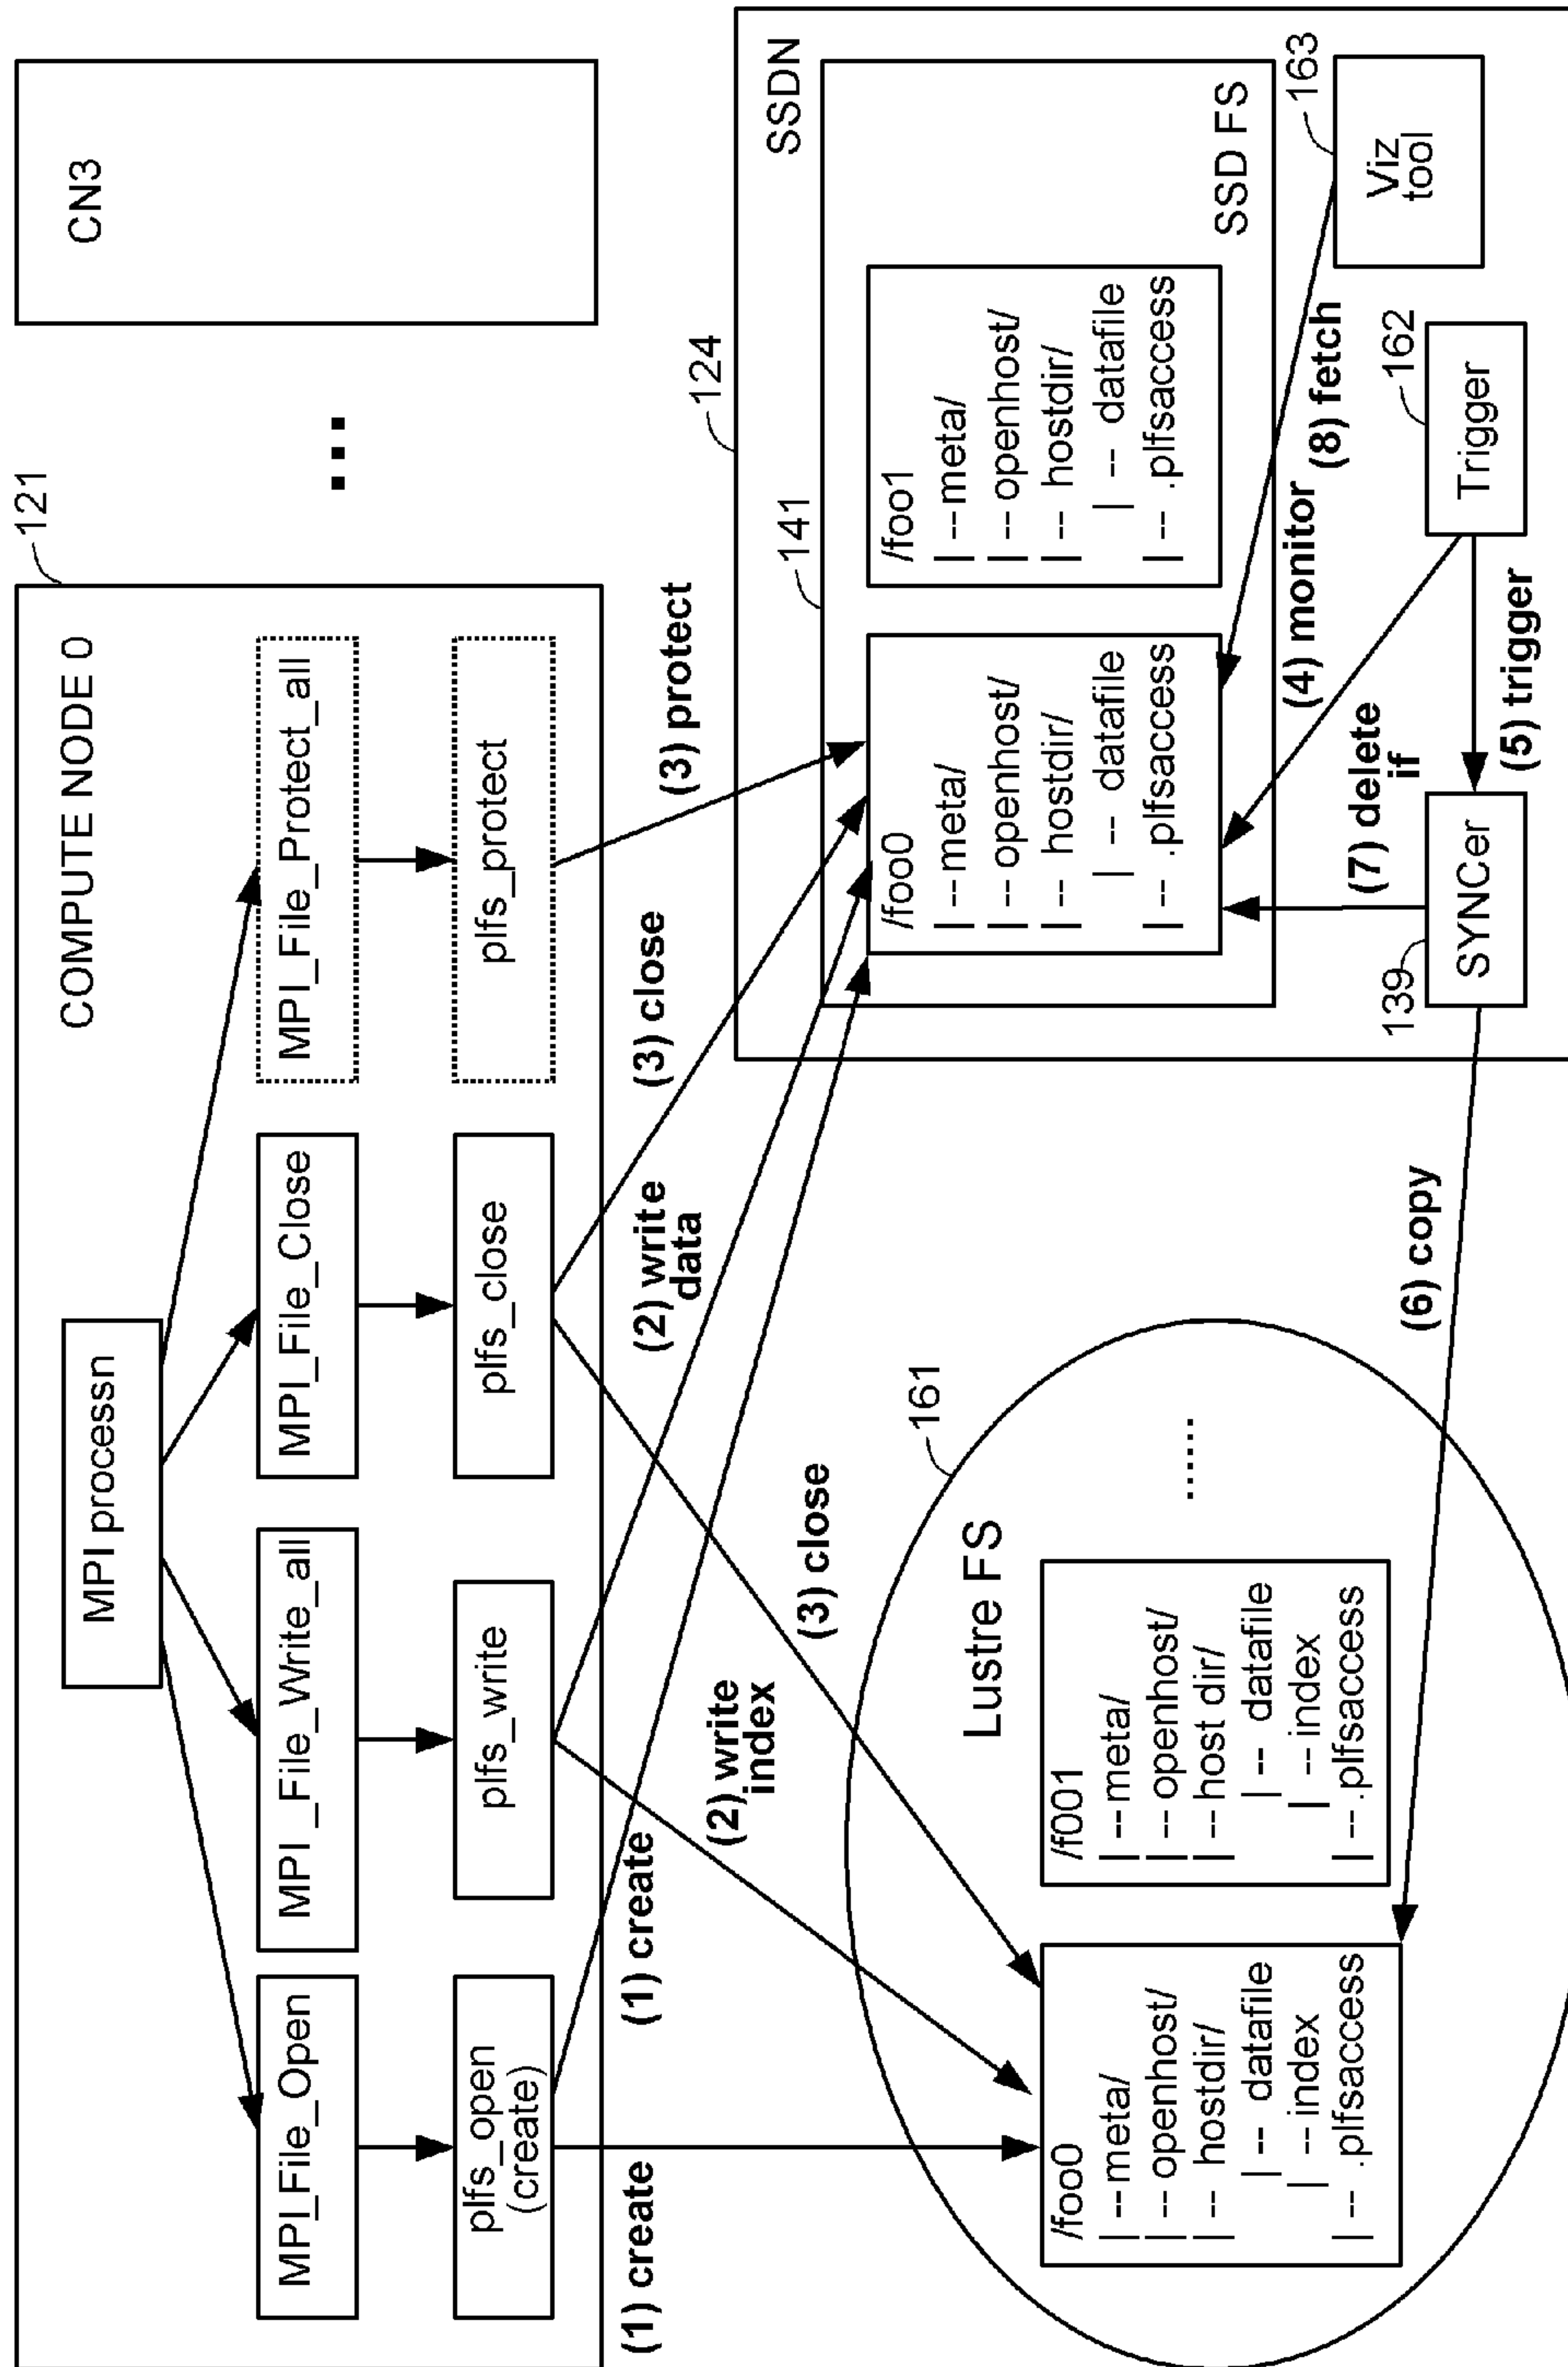 121
COMPUTE NODE 0
MPI processn
MPI_File_Open
MPI _File_Write_all
MPI_File_Close
MPI_File_Protect_all
plfs_open
(create)
plfs_write
plfs_close
plfs_protect
...
CN3
(1) create
(1) create
(2) write
index
(2) write
data
(3) close
(3) close
(3) protect
161
Lustre FS
/foo0
| --meta/
|-- openhost/
|-- hostdir/
|-- datafile
| --index
|-- .plfsaccess
/f001
|--meta/
|--openhost/
|--host dir/
|-- datafile
|--index
|--.plfsaccess
.......
124
SSDN
141
SSD FS
/foo0
| --meta/
|--openhost/
|-- hostdir/
| -- datafile
|-- .plfsaccess
/foo1
| --meta/
|--openhost/
|-- hostdir/
| -- datafile
|-- .plfsaccess
(4) monitor
(8) fetch
(7) delete
if
(5) trigger
(6) copy
139
SYNCer
162
Trigger
163
Viz
tool